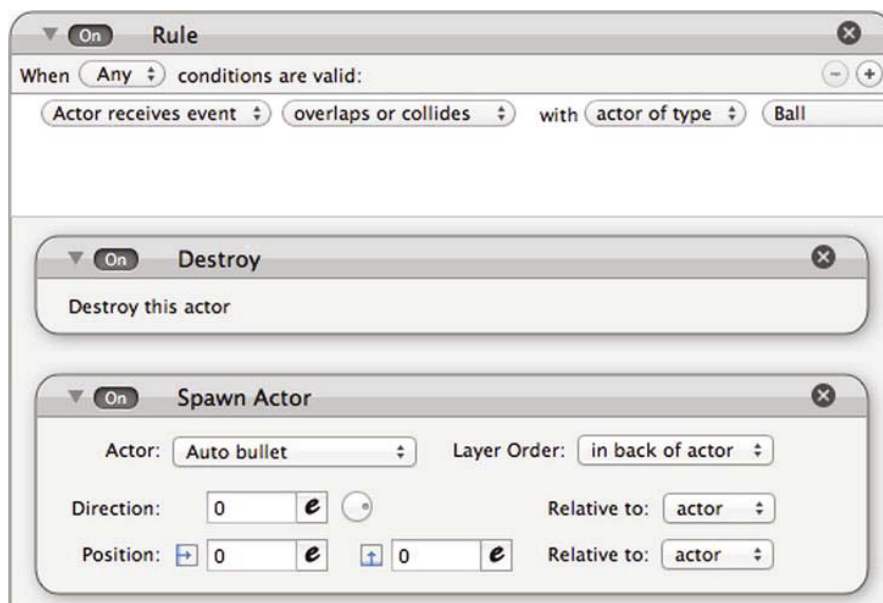 On Rule
When Any conditions are valid:
Actor receives event overlaps or collides with actor of type Ball
On Destroy
Destroy this actor
On Spawn Actor
Actor: Auto bullet Layer Order: in back of actor
Direction: 0 e Relative to: actor
Position: 0 e 0 e Relative to: actor